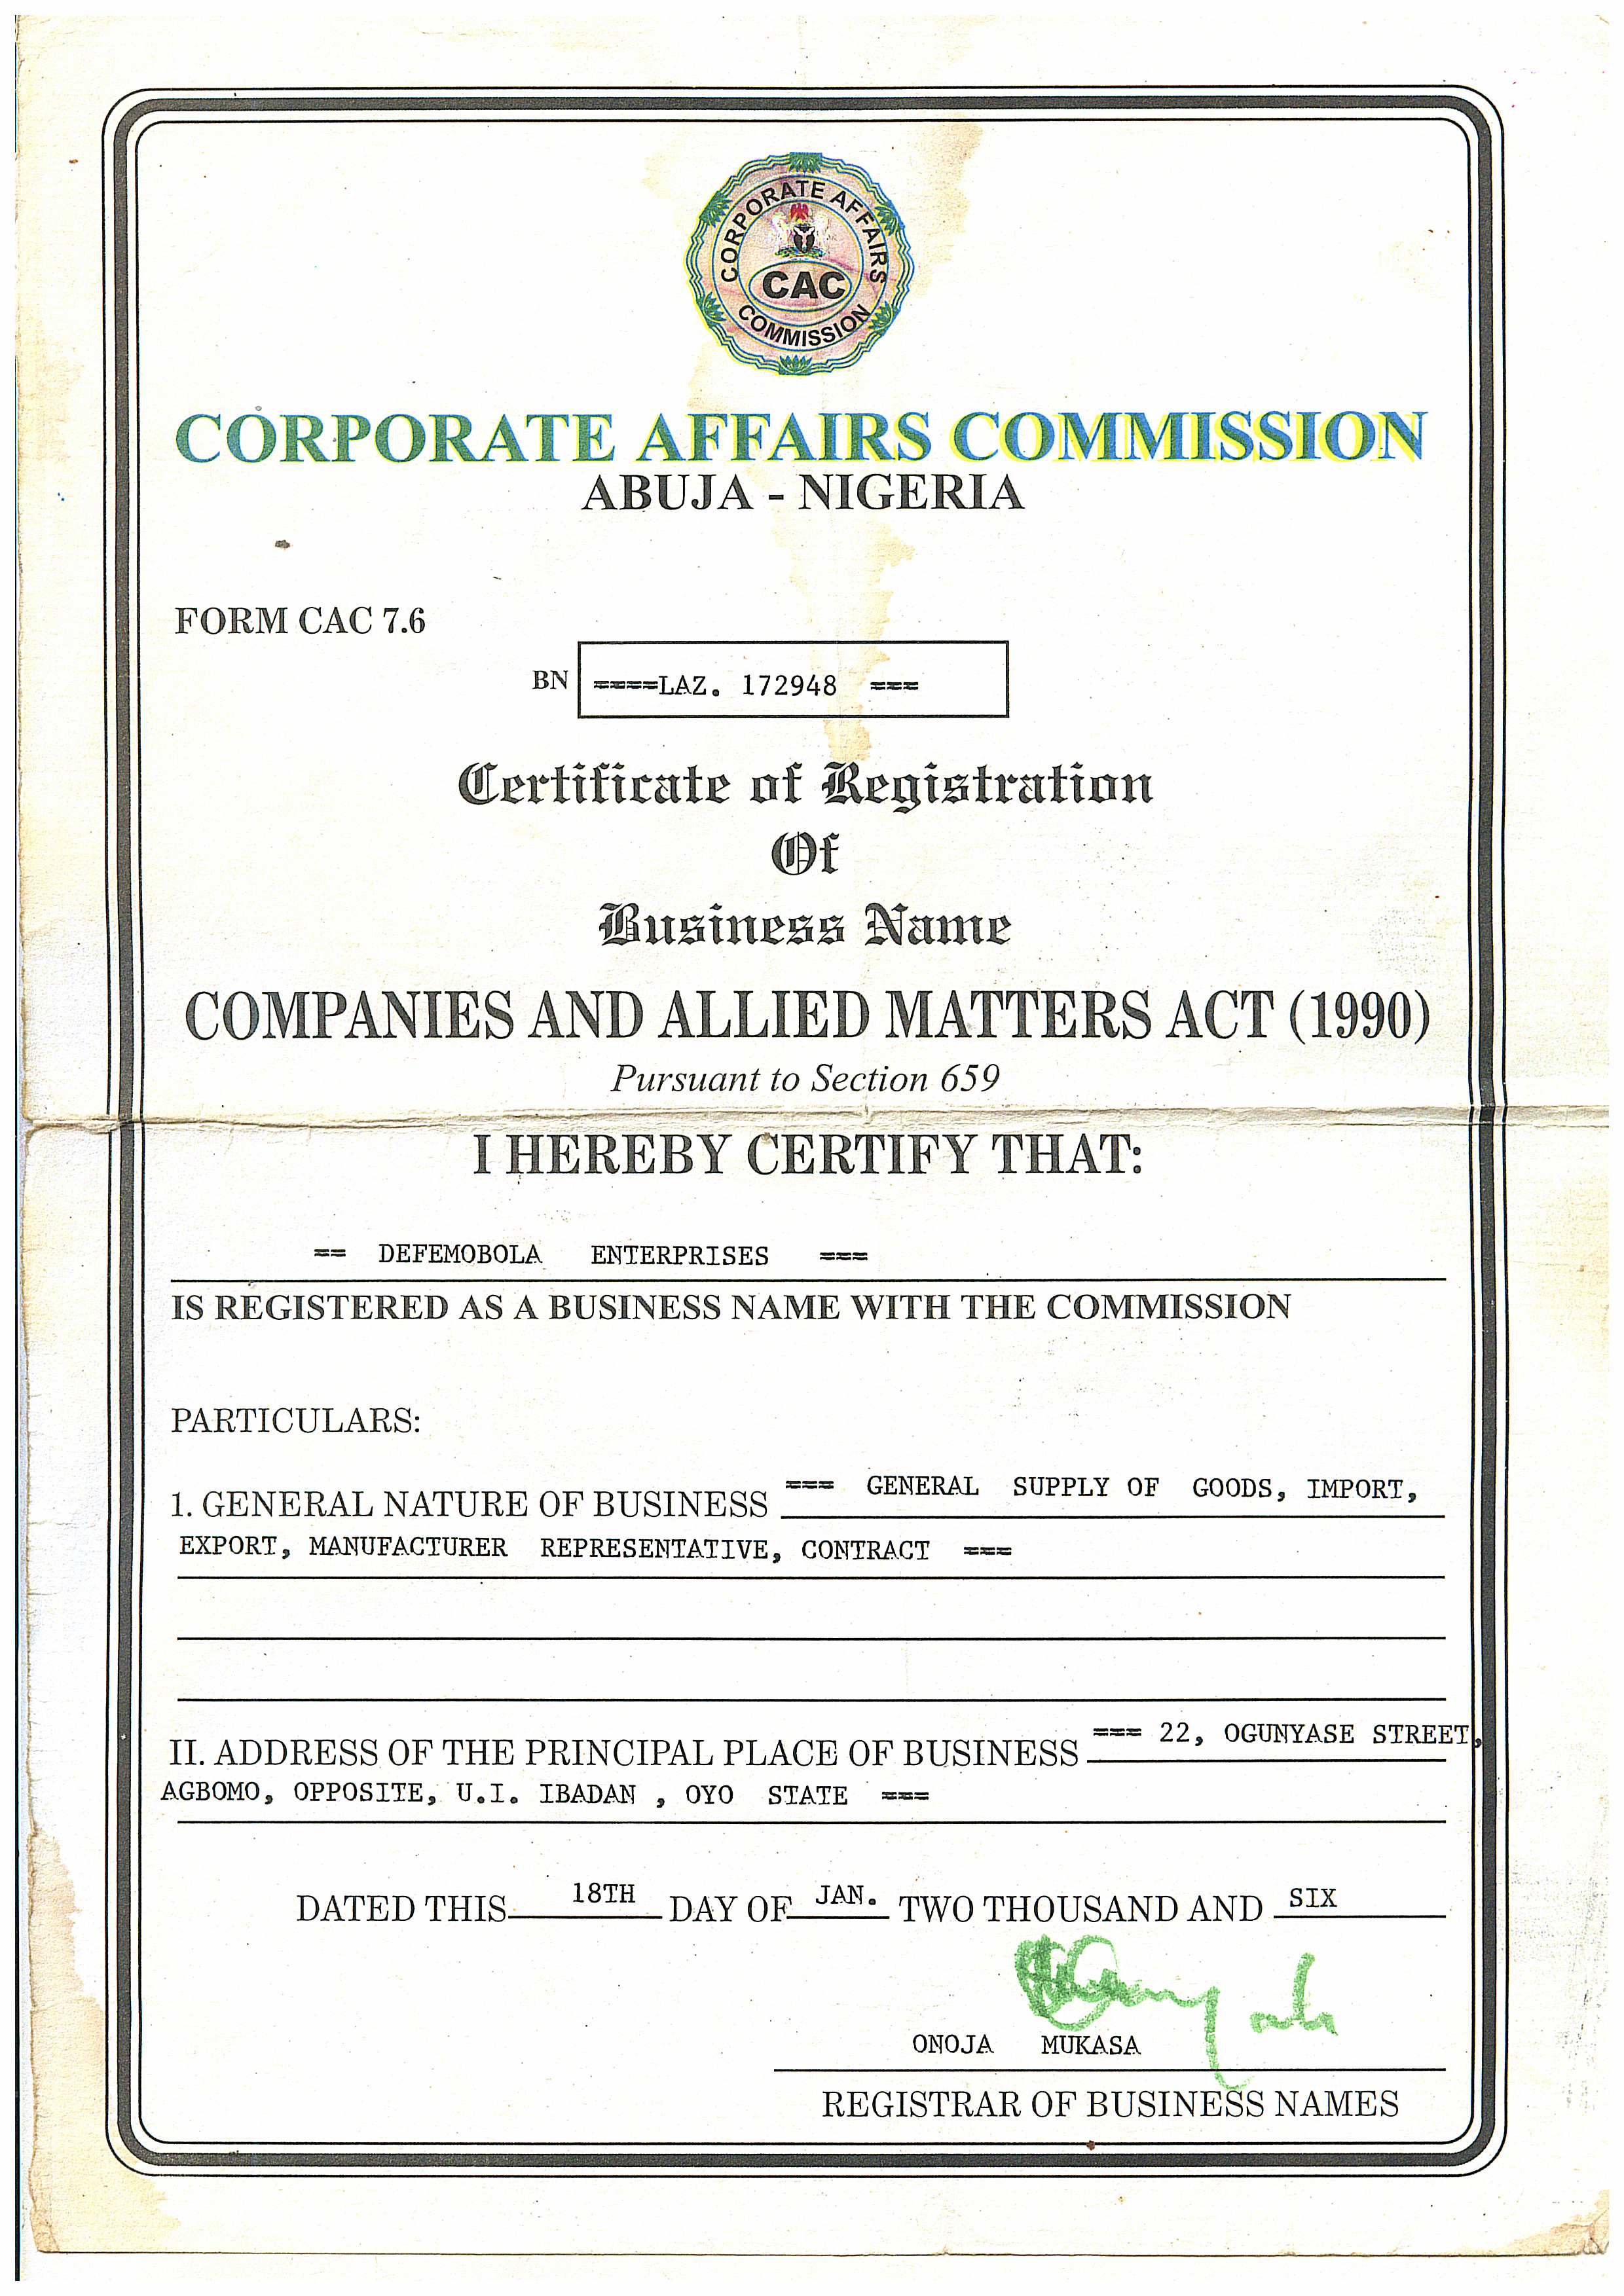 CORPORATE AFFAIRS
CAC
COMMISSION
CORPORATE AFFAIRS COMMISSION
ABUJA - NIGERIA
FORM CAC 7.6
BN ====LAZ. 172948 ===
Certificate of Registration
Of
Business Name
COMPANIES AND ALLIED MATTERS ACT (1990)
Pursuant to Section 659
I HEREBY CERTIFY THAT:
== DEFEMOBOLA ENTERPRISES ===
IS REGISTERED AS A BUSINESS NAME WITH THE COMMISSION
PARTICULARS:
1. GENERAL NATURE OF BUSINESS === GENERAL SUPPLY OF GOODS, IMPORT,
EXPORT, MANUFACTURER REPRESENTATIVE, CONTRACT ===
II. ADDRESS OF THE PRINCIPAL PLACE OF BUSINESS === 22, OGUNYASE STREET,
AGBOMO, OPPOSITE, U.I. IBADAN , OYO STATE ===
DATED THIS 18TH DAY OF JAN. TWO THOUSAND AND SIX
ONOJA MUKASA
REGISTRAR OF BUSINESS NAMES